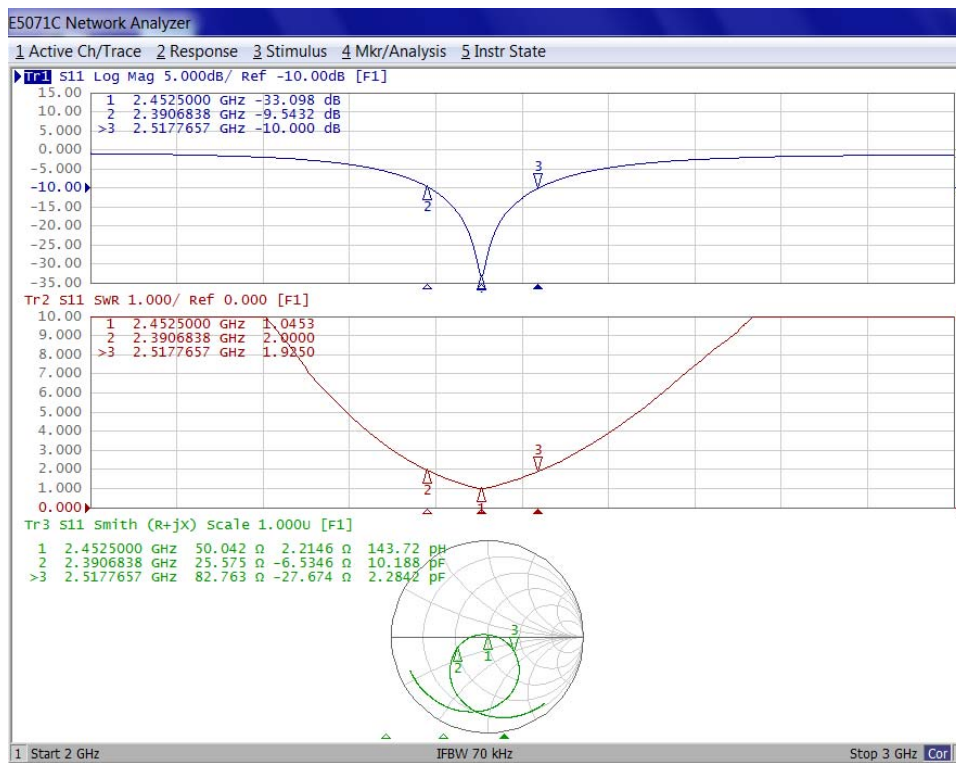 E5071C Network Analyzer
1 Active Ch/Trace 2 Response 3 Stimulus 4 Mkr/Analysis 5 Instr State
Tr1 S11 Log Mag 5.000dB/ Ref -10.00dB [F1]
15.00
1 2.4525000 GHz -33.098 dB
10.00
2 2.3906838 GHz -9.5432 dB
5.000
>3 2.5177657 GHz -10.000 dB
0.000
-5.000
3
-10.00
2
-15.00
-20.00
-25.00
-30.00
-35.00
Tr2 S11 SWR 1.000/ Ref 0.000 [F1]
10.00
1 2.4525000 GHz 1.0453
9.000
2 2.3906838 GHz 2.0000
8.000
>3 2.5177657 GHz 1.9250
7.000
6.000
5.000
4.000
3.000
3
2.000
2
1.000
1
0.000
Tr3 S11 Smith (R+jX) Scale 1.000U [F1]
1 2.4525000 GHz 50.042 Ω 2.2146 Ω 143.72 pH
2 2.3906838 GHz 25.575 Ω -6.5346 Ω 10.188 pF
>3 2.5177657 GHz 82.763 Ω -27.674 Ω 2.2842 pF
3
1
2
1 Start 2 GHz IFBW 70 kHz Stop 3 GHz Cor